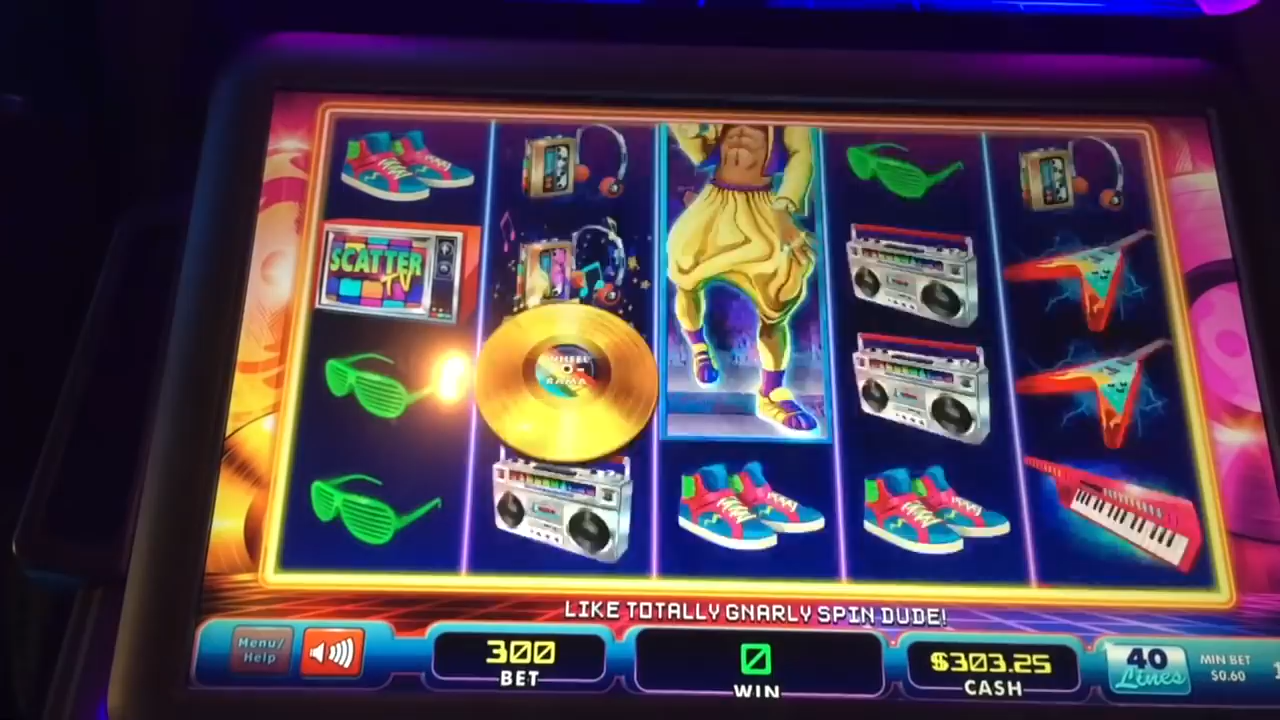 SCATTER
TV
WHEEL
-O-
RAMA
LIKE TOTALLY GNARLY SPIN DUDE!
Menu/
Help
300
BET
0
WIN
$303.25
CASH
40
Lines
MIN BET
$0.60